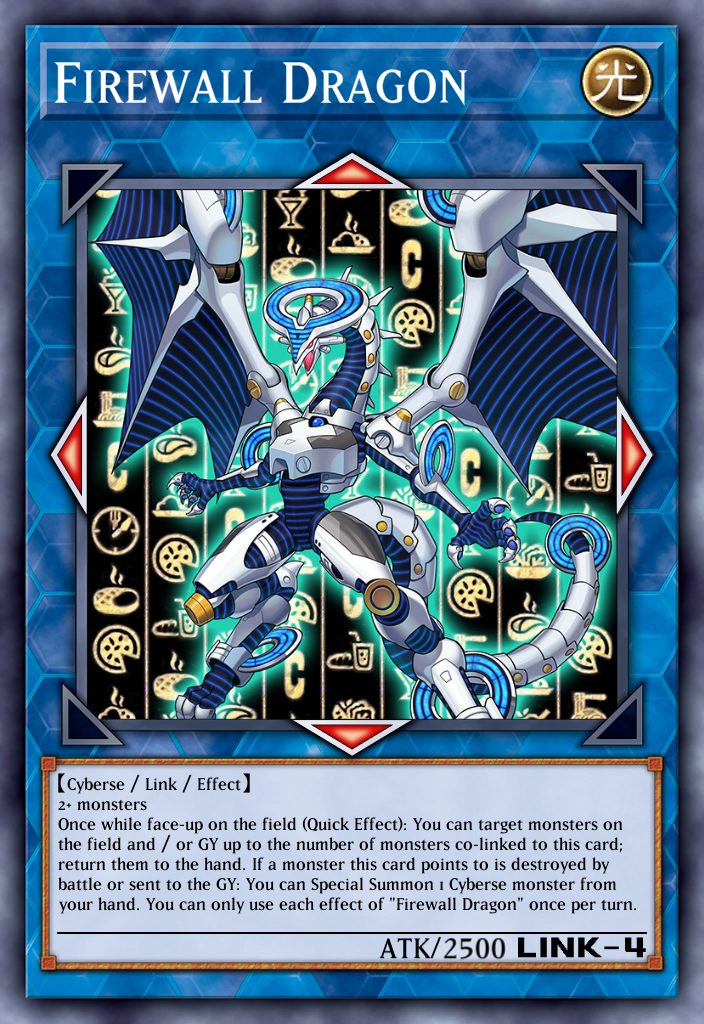 FIREWALL DRAGON
光
【Cyberse / Link / Effect】
2+ monsters
Once while face-up on the field (Quick Effect): You can target monsters on
the field and / or GY up to the number of monsters co-linked to this card;
return them to the hand. If a monster this card points to is destroyed by
battle or sent to the GY: You can Special Summon 1 Cyberse monster from
your hand. You can only use each effect of "Firewall Dragon" once per turn.
ATK/2500 LINK-4